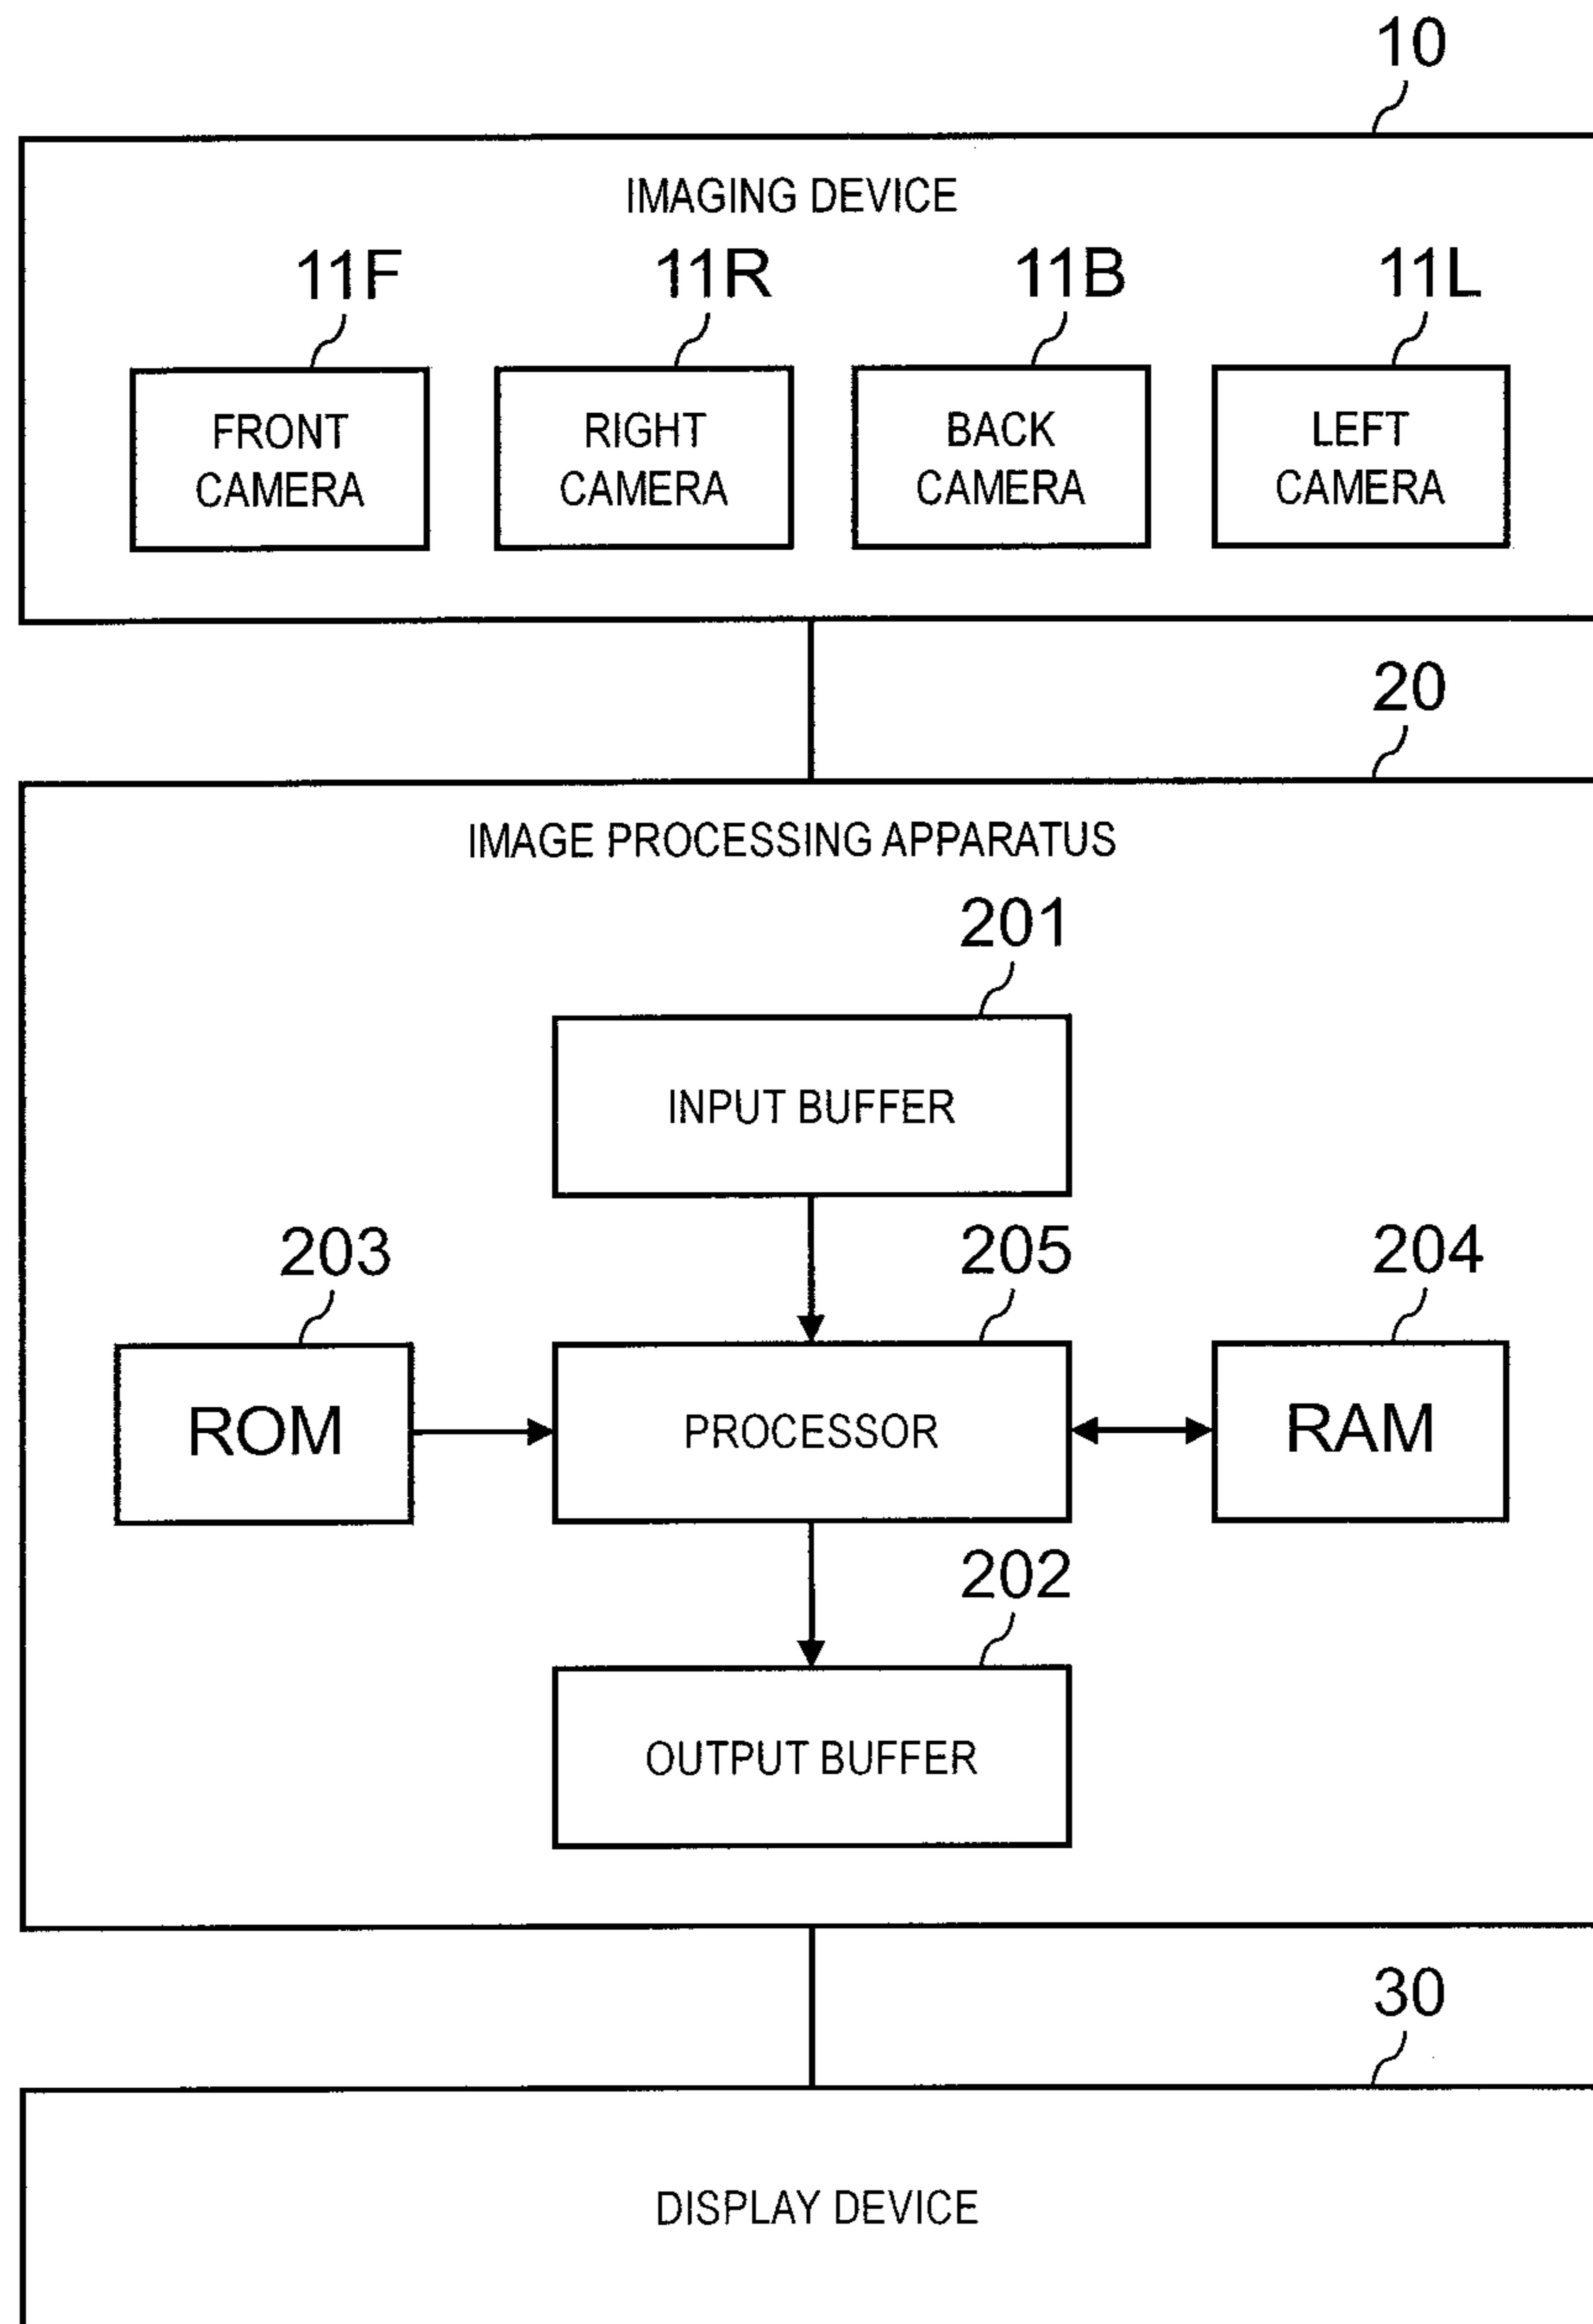 10
IMAGING DEVICE
11F
11R
11B
11L
FRONT
CAMERA
RIGHT
CAMERA
BACK
CAMERA
LEFT
CAMERA
20
IMAGE PROCESSING APPARATUS
201
INPUT BUFFER
203
205
204
ROM
PROCESSOR
RAM
202
OUTPUT BUFFER
30
DISPLAY DEVICE